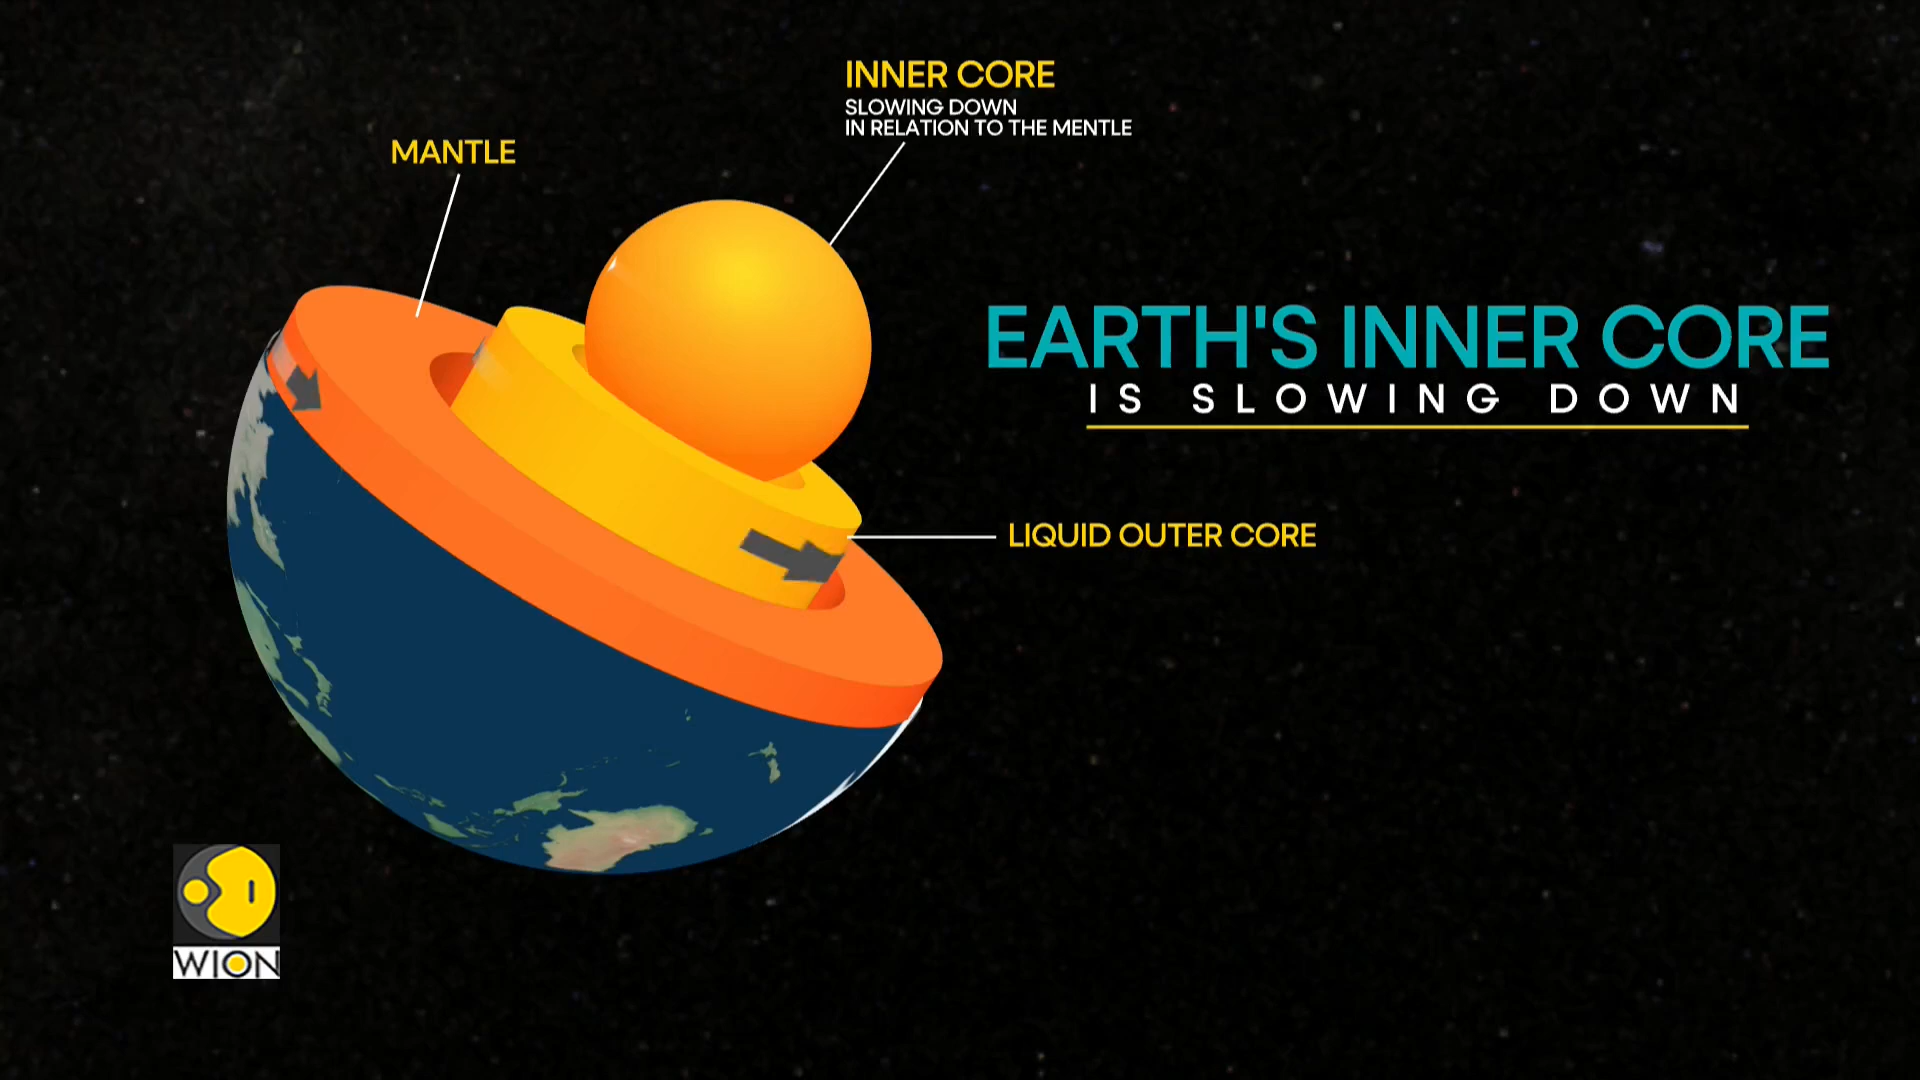 INNER CORE
SLOWING DOWN
IN RELATION TO THE MENTLE
MANTLE
EARTH'S INNER CORE
IS SLOWING DOWN
LIQUID OUTER CORE
WION